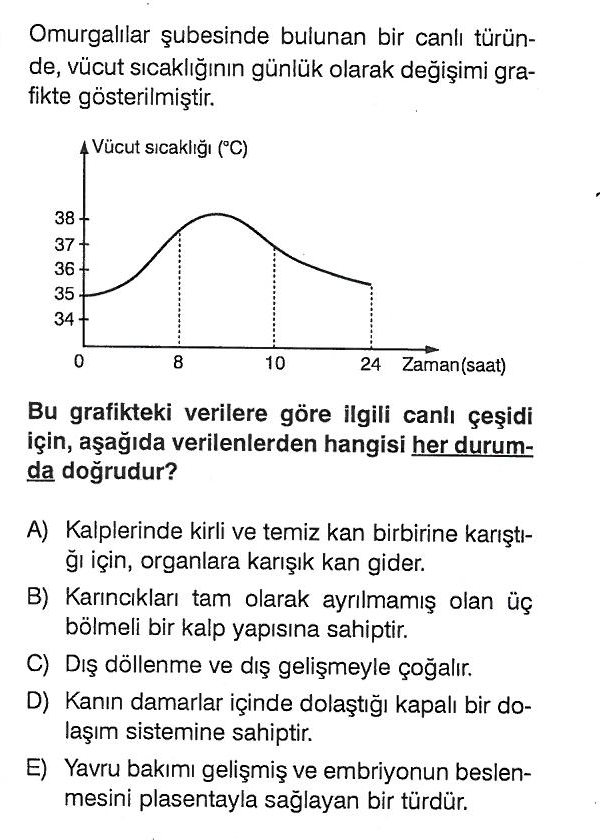 Omurgalılar şubesinde bulunan bir canlı türün-
de, vücut sıcaklığının günlük olarak değişimi gra-
fikte gösterilmiştir.
Vücut sıcaklığı (°C)
38
37
36
35
34
0 8 10 24 Zaman(saat)
Bu grafikteki verilere göre ilgili canlı çeşidi
için, aşağıda verilenlerden hangisi her durum-
da doğrudur?
A) Kalplerinde kirli ve temiz kan birbirine karıştı-
ğı için, organlara karışık kan gider.
B) Karıncıkları tam olarak ayrılmamış olan üç
bölmeli bir kalp yapısına sahiptir.
C) Dış döllenme ve dış gelişmeyle çoğalır.
D) Kanın damarlar içinde dolaştığı kapalı bir do-
laşım sistemine sahiptir.
E) Yavru bakımı gelişmiş ve embriyonun beslen-
mesini plasentayla sağlayan bir türdür.